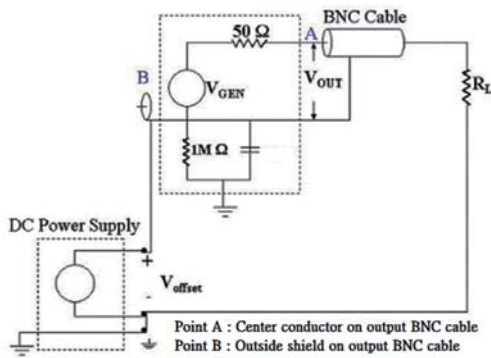 BNC Cable
50 Ω
A
B
V_GEN
V_OUT
R_L
1M Ω
DC Power Supply
+
V_offset
-
Point A : Center conductor on output BNC cable
Point B : Outside shield on output BNC cable